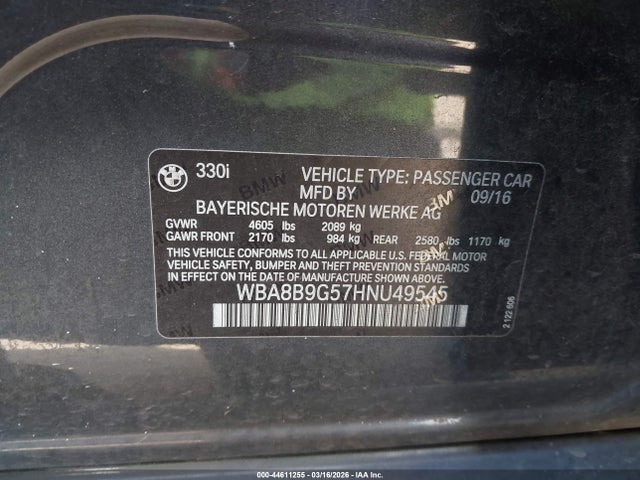 330i VEHICLE TYPE: PASSENGER CAR
MFD BY 09/16
BAYERISCHE MOTOREN WERKE AG
GVWR 4605 lbs 2089 kg
GAWR FRONT 2170 lbs 984 kg REAR 2580 lbs 1170 kg
THIS VEHICLE CONFORMS TO ALL APPLICABLE FEDERAL MOTOR
VEHICLE SAFETY, BUMPER AND THEFT PREVENTION STANDARDS
IN EFFECT ON THE DATE OF MANUFACTURE SHOWN ABOVE.
WBA8B9G57HNU49545
2 122 606
000-44611255 - 03/16/2026 - IAA Inc.